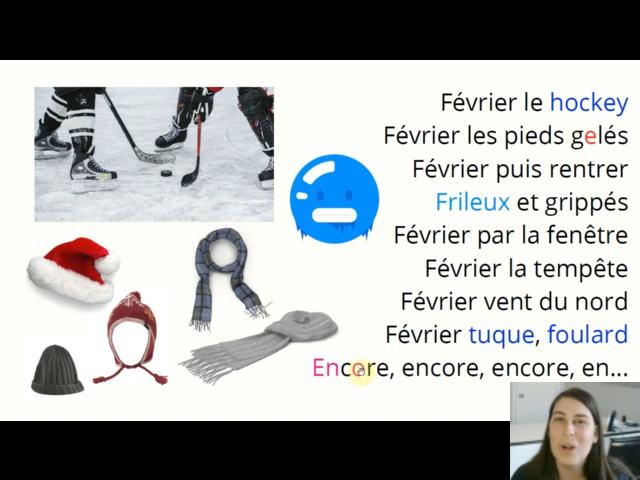 Février le hockey
Février les pieds gelés
Février puis rentrer
Frileux et grippés
Février par la fenêtre
Février la tempête
Février vent du nord
Février tuque, foulard
Encore, encore, encore, en...